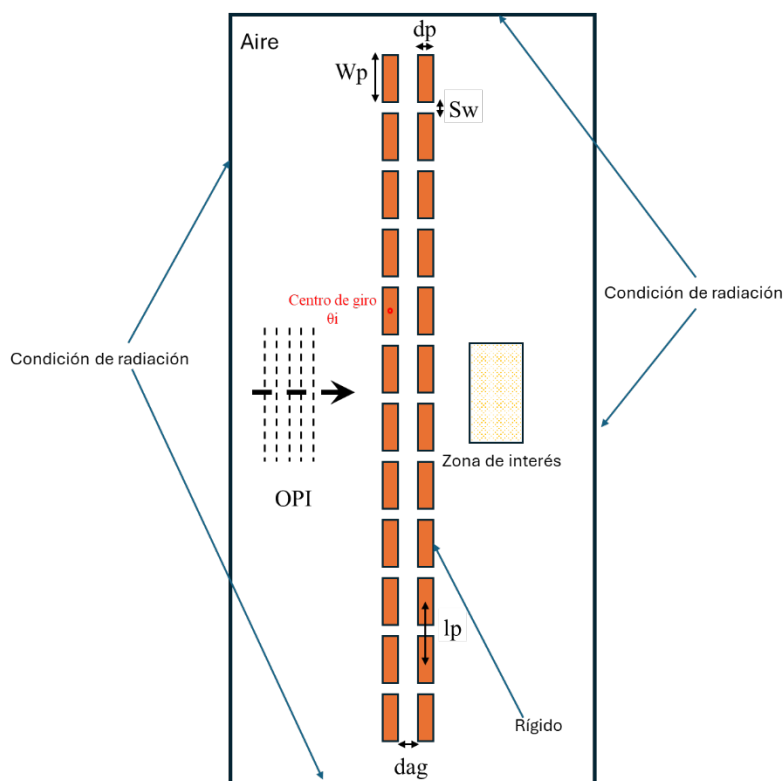 Aire
dp
Wp
Sw
Centro de giro
θi
Condición de radiación
Condición de radiación
Zona de interés
OPI
lp
Rígido
dag